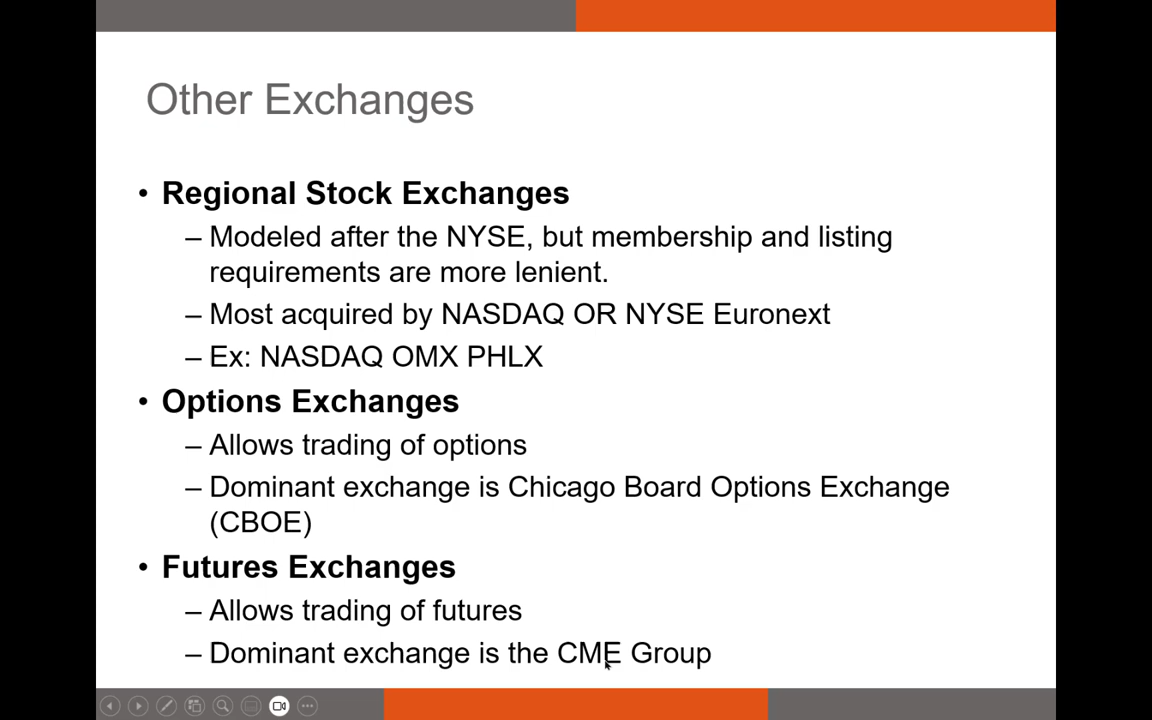 Other Exchanges
• Regional Stock Exchanges
– Modeled after the NYSE, but membership and listing
requirements are more lenient.
– Most acquired by NASDAQ OR NYSE Euronext
– Ex: NASDAQ OMX PHLX
• Options Exchanges
– Allows trading of options
– Dominant exchange is Chicago Board Options Exchange
(CBOE)
• Futures Exchanges
– Allows trading of futures
– Dominant exchange is the CME Group